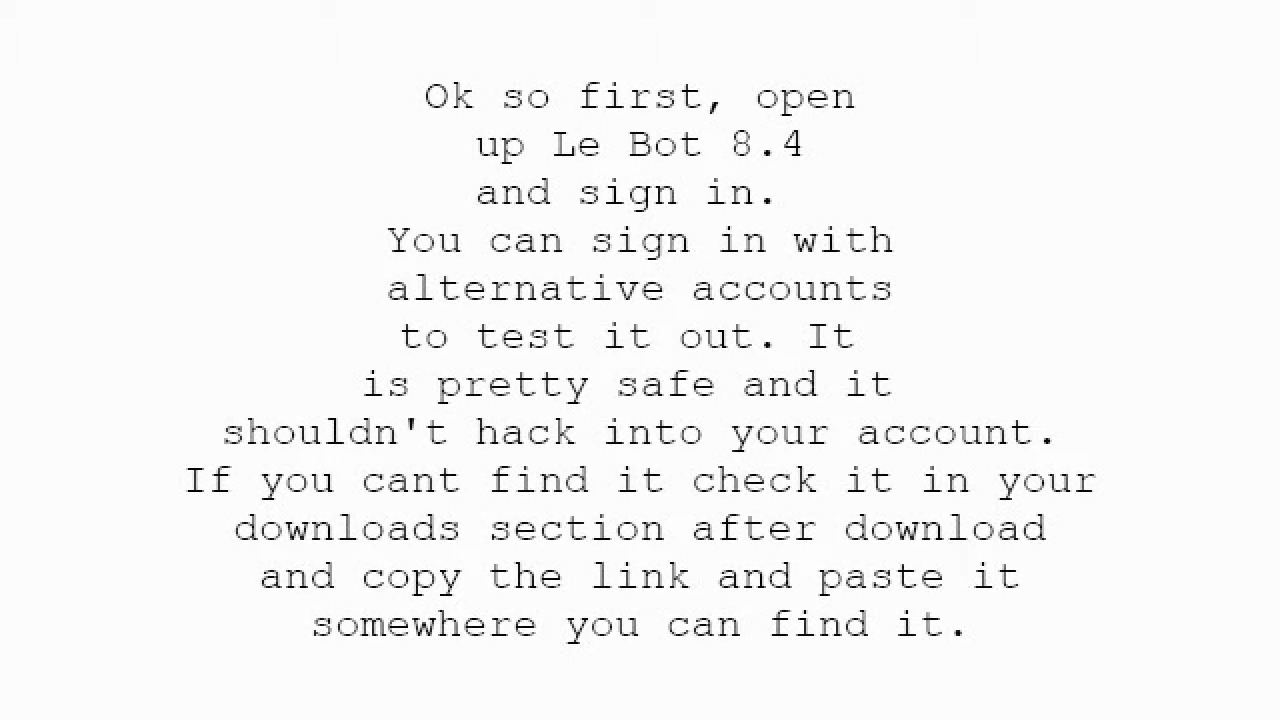 Ok so first, open
up Le Bot 8.4
and sign in.
You can sign in with
alternative accounts
to test it out. It
is pretty safe and it
shouldn't hack into your account.
If you cant find it check it in your
downloads section after download
and copy the link and paste it
somewhere you can find it.